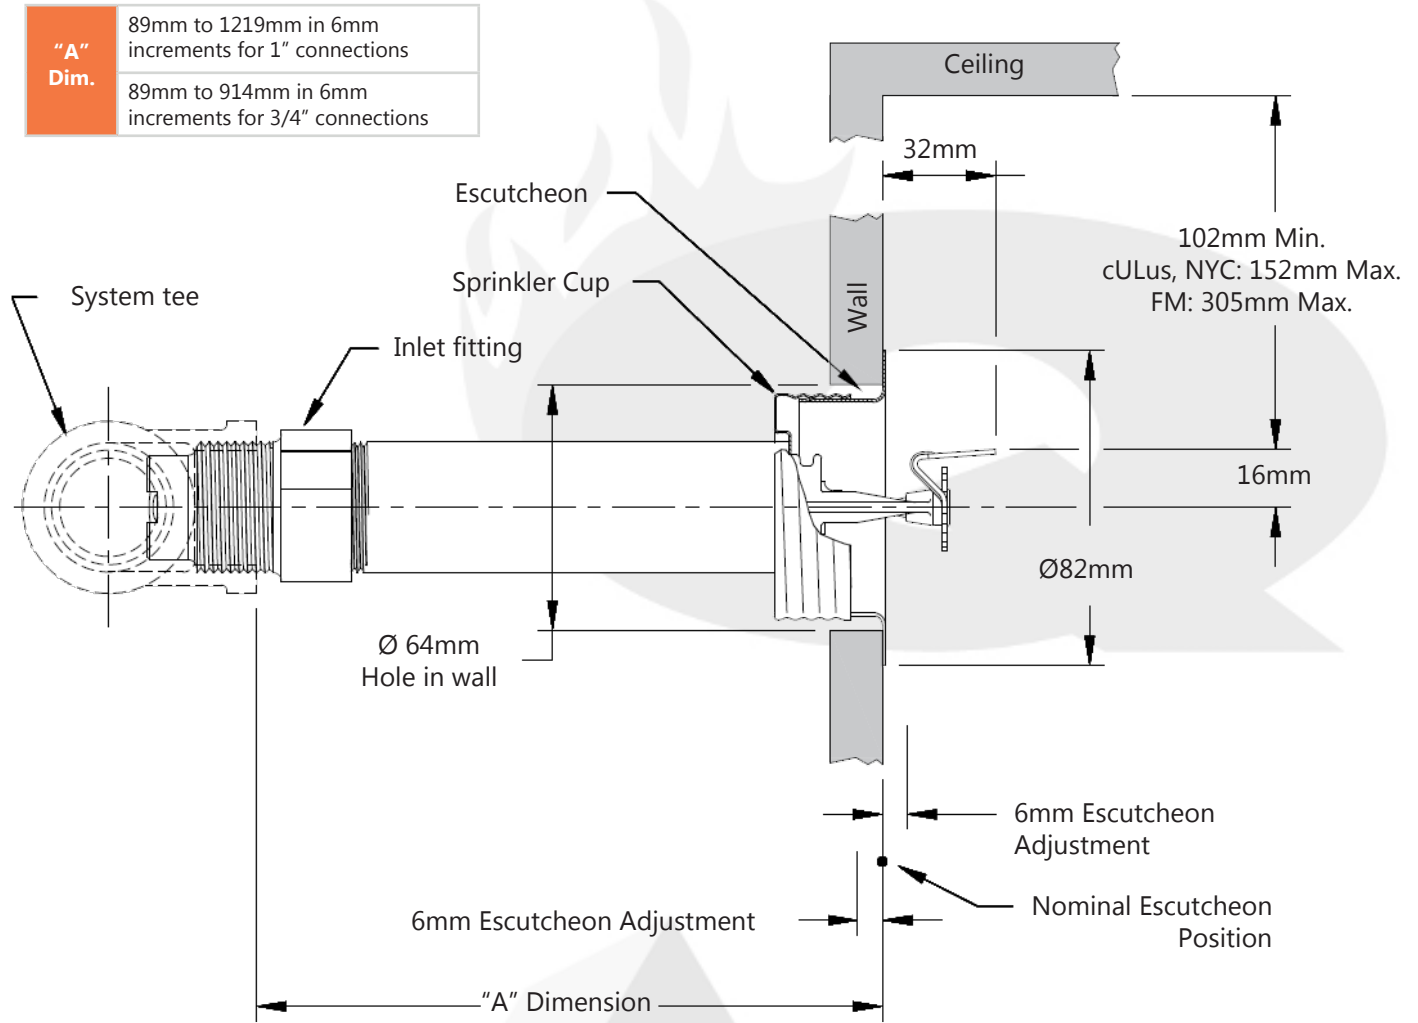 “A”
Dim.
89mm to 1219mm in 6mm
increments for 1” connections
89mm to 914mm in 6mm
increments for 3/4” connections
Ceiling
32mm
Escutcheon
102mm Min.
cULus, NYC: 152mm Max.
FM: 305mm Max.
Sprinkler Cup
Wall
System tee
Inlet fitting
16mm
Ø82mm
Ø 64mm
Hole in wall
6mm Escutcheon
Adjustment
6mm Escutcheon Adjustment
Nominal Escutcheon
Position
“A” Dimension